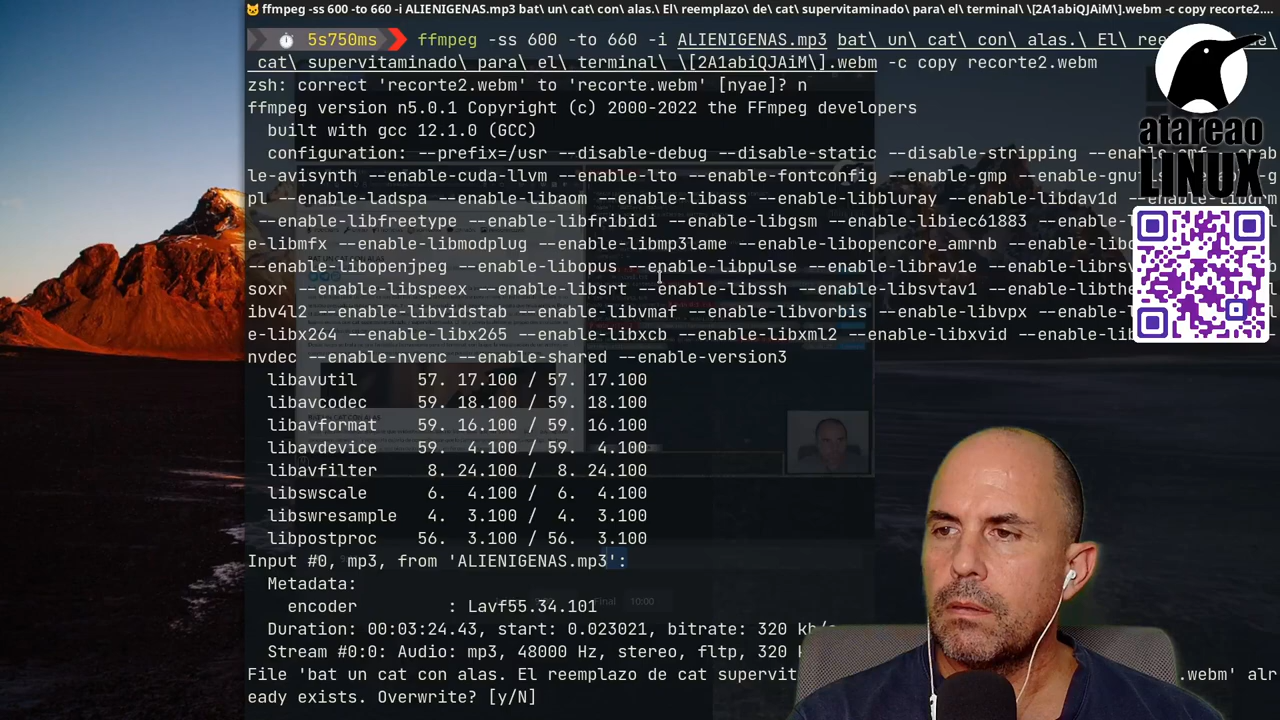 ffmpeg -ss 600 -to 660 -i ALIENIGENAS.mp3 bat\ un\ cat\ con\ alas.\ El\ reemplazo\ de\ cat\ supervitaminado\ para\ el\ terminal\ \[2A1abiQJAiM\].webm -c copy recorte2....
5s750ms ffmpeg -ss 600 -to 660 -i ALIENIGENAS.mp3 bat\ un\ cat\ con\ alas.\ El\
cat\ supervitaminado\ para\ el\ terminal\ \[2A1abiQJAiM\].webm -c copy recorte2.webm
zsh: correct 'recorte2.webm' to 'recorte.webm' [nyae]? n
ffmpeg version n5.0.1 Copyright (c) 2000-2022 the FFmpeg developers
built with gcc 12.1.0 (GCC)
configuration: --prefix=/usr --disable-debug --disable-static --disable-stripping
le-avisynth --enable-cuda-llvm --enable-lto --enable-fontconfig --enable-gmp
pl --enable-ladspa --enable-libaom --enable-libass --enable-libbluray --enable-libdav1d
--enable-libfreetype --enable-libfribidi --enable-libgsm --enable-libiec61883
e-libmfx --enable-libmodplug --enable-libmp3lame --enable-libopencore_amrnb
--enable-libopenjpeg --enable-libopus --enable-libpulse --enable-librav1e
soxr --enable-libspeex --enable-libsrt --enable-libssh --enable-libsvtav1
ibv4l2 --enable-libvidstab --enable-libvmaf --enable-libvorbis --enable-libvpx
e-libx264 --enable-libx265 --enable-libxcb --enable-libxml2 --enable-libxvid
nvdec --enable-nvenc --enable-shared --enable-version3
libavutil 57. 17.100 / 57. 17.100
libavcodec 59. 18.100 / 59. 18.100
libavformat 59. 16.100 / 59. 16.100
libavdevice 59. 4.100 / 59. 4.100
libavfilter 8. 24.100 / 8. 24.100
libswscale 6. 4.100 / 6. 4.100
libswresample 4. 3.100 / 4. 3.100
libpostproc 56. 3.100 / 56. 3.100
Input #0, mp3, from 'ALIENIGENAS.mp3':
Metadata:
encoder : Lavf55.34.101
Duration: 00:03:24.43, start: 0.023021, bitrate: 320 kb/s
Stream #0:0: Audio: mp3, 48000 Hz, stereo, fltp, 320
File 'bat un cat con alas. El reemplazo de cat .webm' alr
eady exists. Overwrite? [y/N]
atareao
LINUX